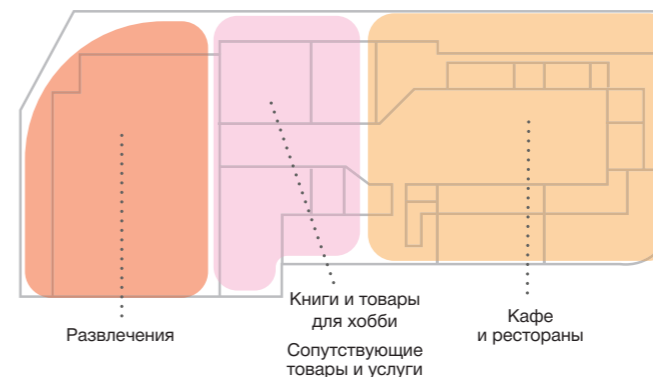 Развлечения
Книги и товары
для хобби
Сопутствующие
товары и услуги
Кафе
и рестораны